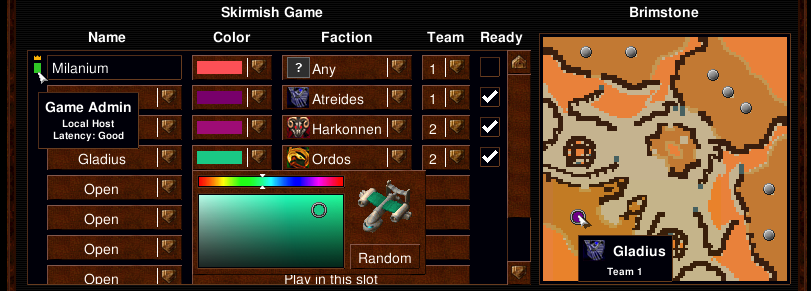 Skirmish Game
Brimstone
Name Color Faction Team Ready
Milanium ? Any 1
Game Admin
Local Host
Latency: Good
Atreides 1
Harkonnen 2
Gladius Ordos 2
Open
Open
Open
Random
Open
Play in this slot
Gladius
Team 1